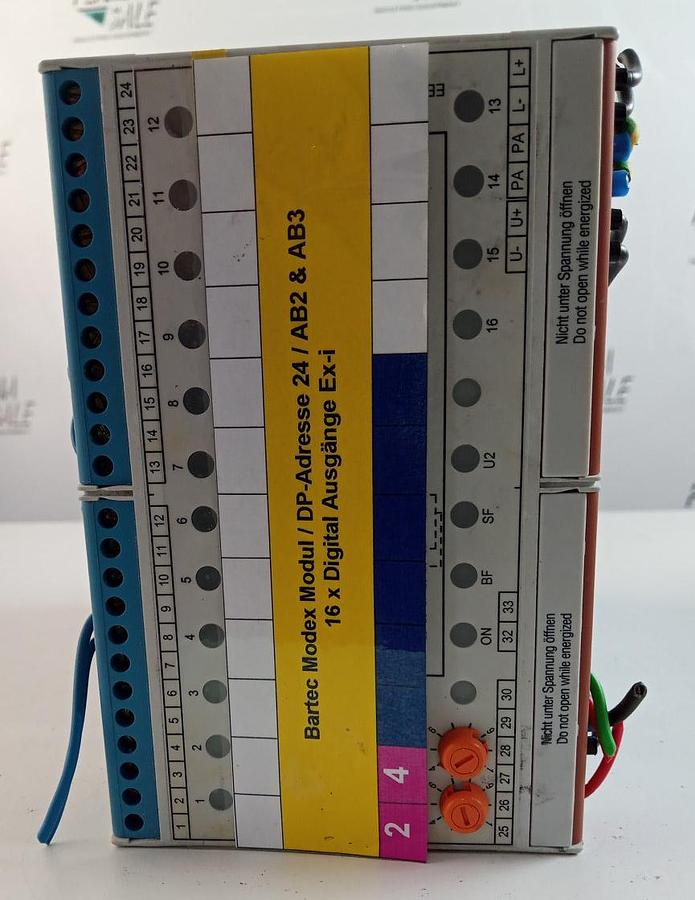 Bartec Modex Modul / DP-Adresse 24 / AB2 & AB3
16 x Digital Ausgänge Ex-i
2 4
24 23 22 21 20 19 18 17 16 15 14 13
12 11 10 9 8 7 6 5 4 3 2 1
12 11 10 9 8 7 6 5 4 3 2 1
13 14 15 16
U2
SF
BF
ON
L+ L- PA PA U+ U-
33 32
30 29 28 27 26 25
Nicht unter Spannung öffnen
Do not open while energized
Nicht unter Spannung öffnen
Do not open while energized